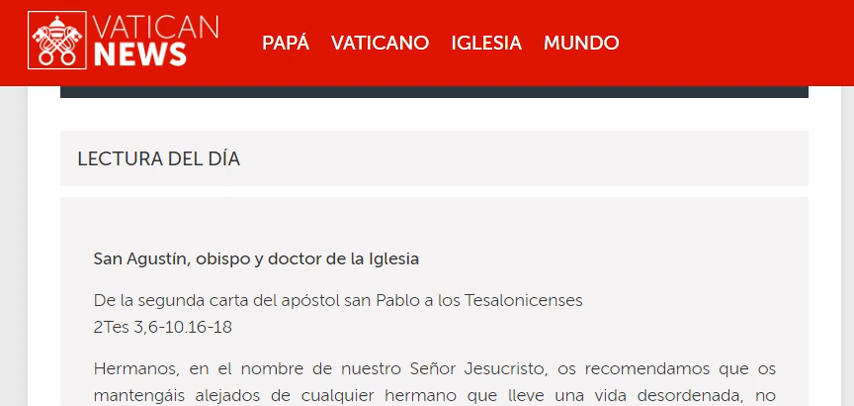 VATICAN
NEWS
PAPÁ VATICANO IGLESIA MUNDO
LECTURA DEL DÍA
San Agustín, obispo y doctor de la Iglesia
De la segunda carta del apóstol san Pablo a los Tesalonicenses
2Tes 3,6-10.16-18
Hermanos, en el nombre de nuestro Señor Jesucristo, os recomendamos que os
mantengáis alejados de cualquier hermano que lleve una vida desordenada, no